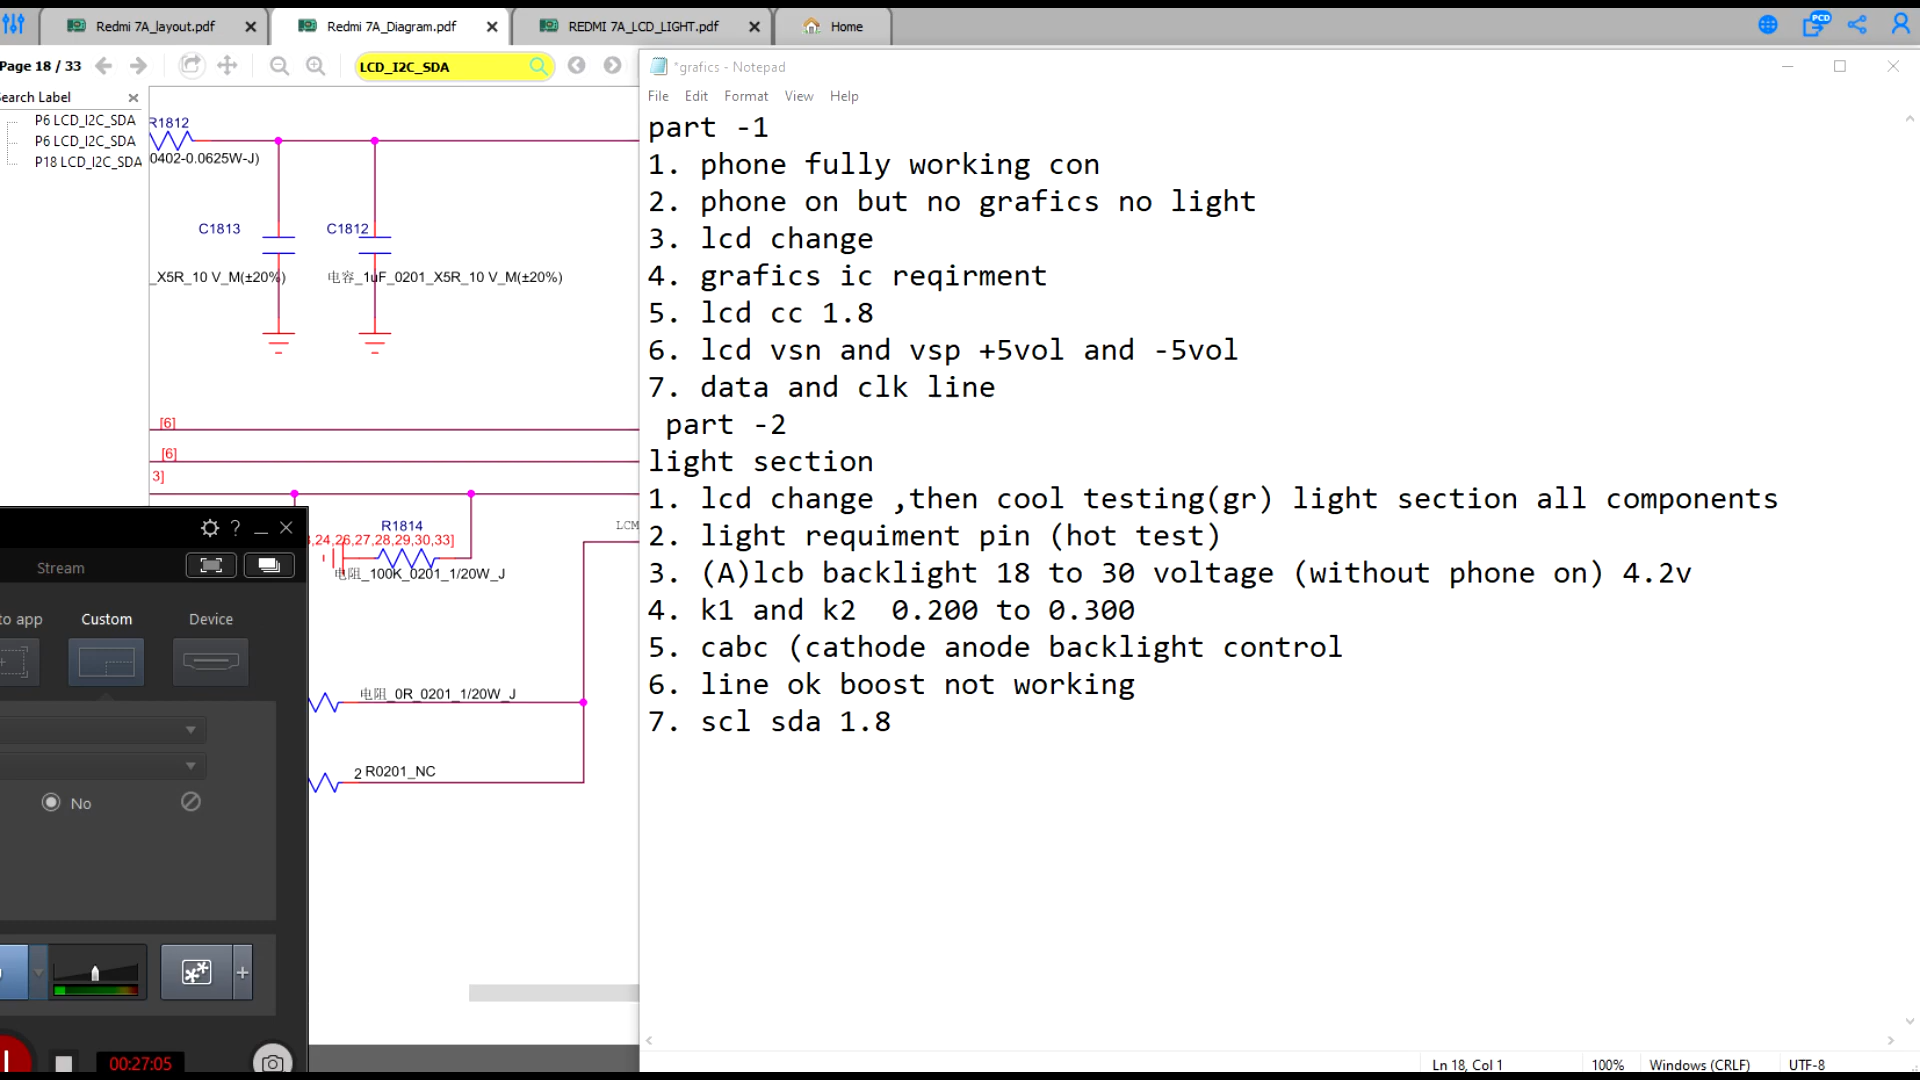 Redmi 7A_layout.pdf
Redmi 7A_Diagram.pdf
REDMI 7A_LCD_LIGHT.pdf
Home
PCD
Page 18 / 33
LCD_I2C_SDA
earch Label
P6 LCD_I2C_SDA
P6 LCD_I2C_SDA
P18 LCD_I2C_SDA
R1812
0402-0.0625W-J)
C1813
C1812
_X5R_10 V_M(±20%)
电容_1uF_0201_X5R_10 V_M(±20%)
[6]
[6]
3]
LCM
R1814
,24,26,27,28,29,30,33]
电阻_100K_0201_1/20W_J
电阻_0R_0201_1/20W_J
2 R0201_NC
*grafics - Notepad
File Edit Format View Help
part -1
1. phone fully working con
2. phone on but no grafics no light
3. lcd change
4. grafics ic reqirment
5. lcd cc 1.8
6. lcd vsn and vsp +5vol and -5vol
7. data and clk line
part -2
light section
1. lcd change ,then cool testing(gr) light section all components
2. light requiment pin (hot test)
3. (A)lcb backlight 18 to 30 voltage (without phone on) 4.2v
4. k1 and k2  0.200 to 0.300
5. cabc (cathode anode backlight control
6. line ok boost not working
7. scl sda 1.8
Ln 18, Col 1
100%
Windows (CRLF)
UTF-8
?
Stream
to app
Custom
Device
No
00:27:05